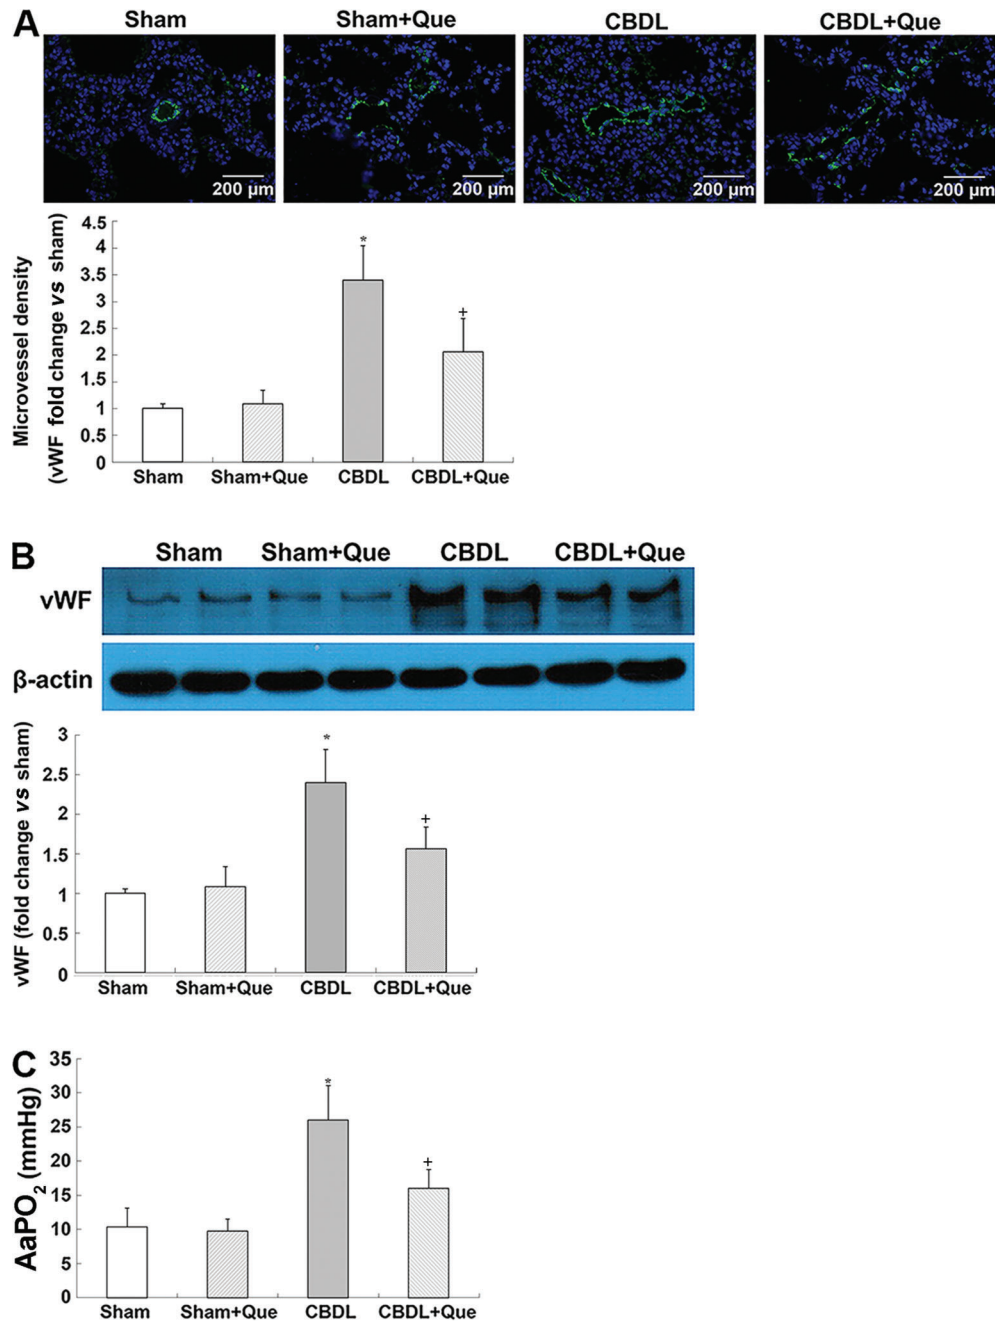 A
Sham
Sham+Que
CBDL
CBDL+Que
200 μm
200 μm
200 μm
200 μm
Microvessel density
(vWF fold change vs sham)
4.5
4
3.5
3
2.5
2
1.5
1
0.5
0
*
+
Sham
Sham+Que
CBDL
CBDL+Que
B
Sham
Sham+Que
CBDL
CBDL+Que
vWF
β-actin
vWF (fold change vs sham)
3
2.5
2
1.5
1
0.5
0
*
+
Sham
Sham+Que
CBDL
CBDL+Que
C
AaPO₂ (mmHg)
35
30
25
20
15
10
5
0
*
+
Sham
Sham+Que
CBDL
CBDL+Que